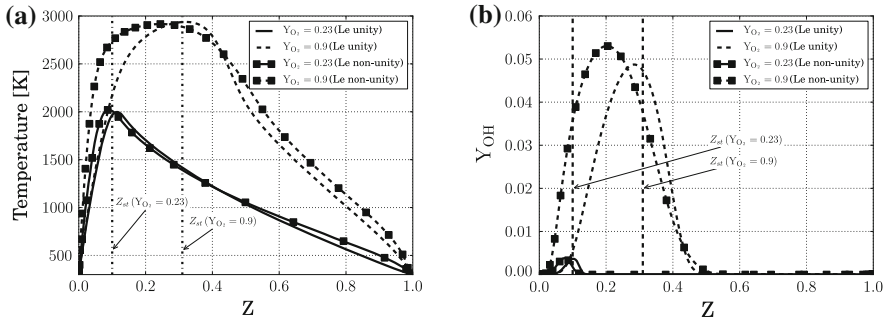 (a)
Temperature [K]
3000
2500
2000
1500
1000
500
0.0 0.2 0.4 0.6 0.8 1.0
Z
Y_O₂ = 0.23 (Le unity)
Y_O₂ = 0.9 (Le unity)
Y_O₂ = 0.23 (Le non-unity)
Y_O₂ = 0.9 (Le non-unity)
Z_st (Y_O₂ = 0.23)
Z_st (Y_O₂ = 0.9)
(b)
Y_OH
0.06
0.05
0.04
0.03
0.02
0.01
0.00
0.0 0.2 0.4 0.6 0.8 1.0
Z
Y_O₂ = 0.23 (Le unity)
Y_O₂ = 0.9 (Le unity)
Y_O₂ = 0.23 (Le non-unity)
Y_O₂ = 0.9 (Le non-unity)
Z_st (Y_O₂ = 0.23)
Z_st (Y_O₂ = 0.9)